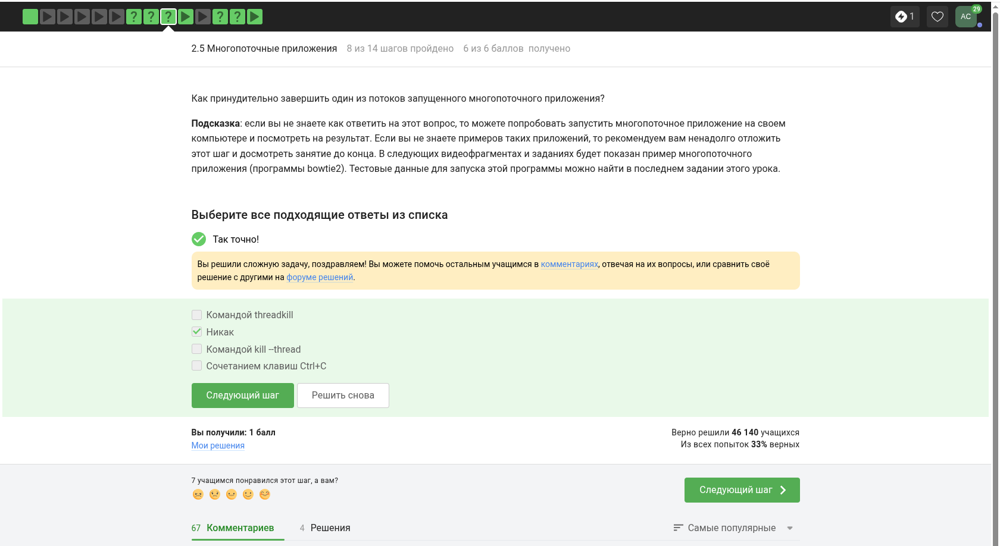 ? ? ? ? ?
1
AC
29
2.5 Многопоточные приложения 8 из 14 шагов пройдено 6 из 6 баллов получено
Как принудительно завершить один из потоков запущенного многопоточного приложения?
Подсказка: если вы не знаете как ответить на этот вопрос, то можете попробовать запустить многопоточное приложение на своем
компьютере и посмотреть на результат. Если вы не знаете примеров таких приложений, то рекомендуем вам ненадолго отложить
этот шаг и досмотреть занятие до конца. В следующих видеофрагментах и заданиях будет показан пример многопоточного
приложения (программы bowtie2). Тестовые данные для запуска этой программы можно найти в последнем задании этого урока.
Выберите все подходящие ответы из списка
Так точно!
Вы решили сложную задачу, поздравляем! Вы можете помочь остальным учащимся в комментариях, отвечая на их вопросы, или сравнить своё
решение с другими на форуме решений.
Командой threadkill
Никак
Командой kill --thread
Сочетанием клавиш Ctrl+C
Следующий шаг Решить снова
Вы получили: 1 балл
Мои решения
Верно решили 46 140 учащихся
Из всех попыток 33% верных
7 учащимся понравился этот шаг, а вам?
Следующий шаг
67 Комментариев 4 Решения Самые популярные